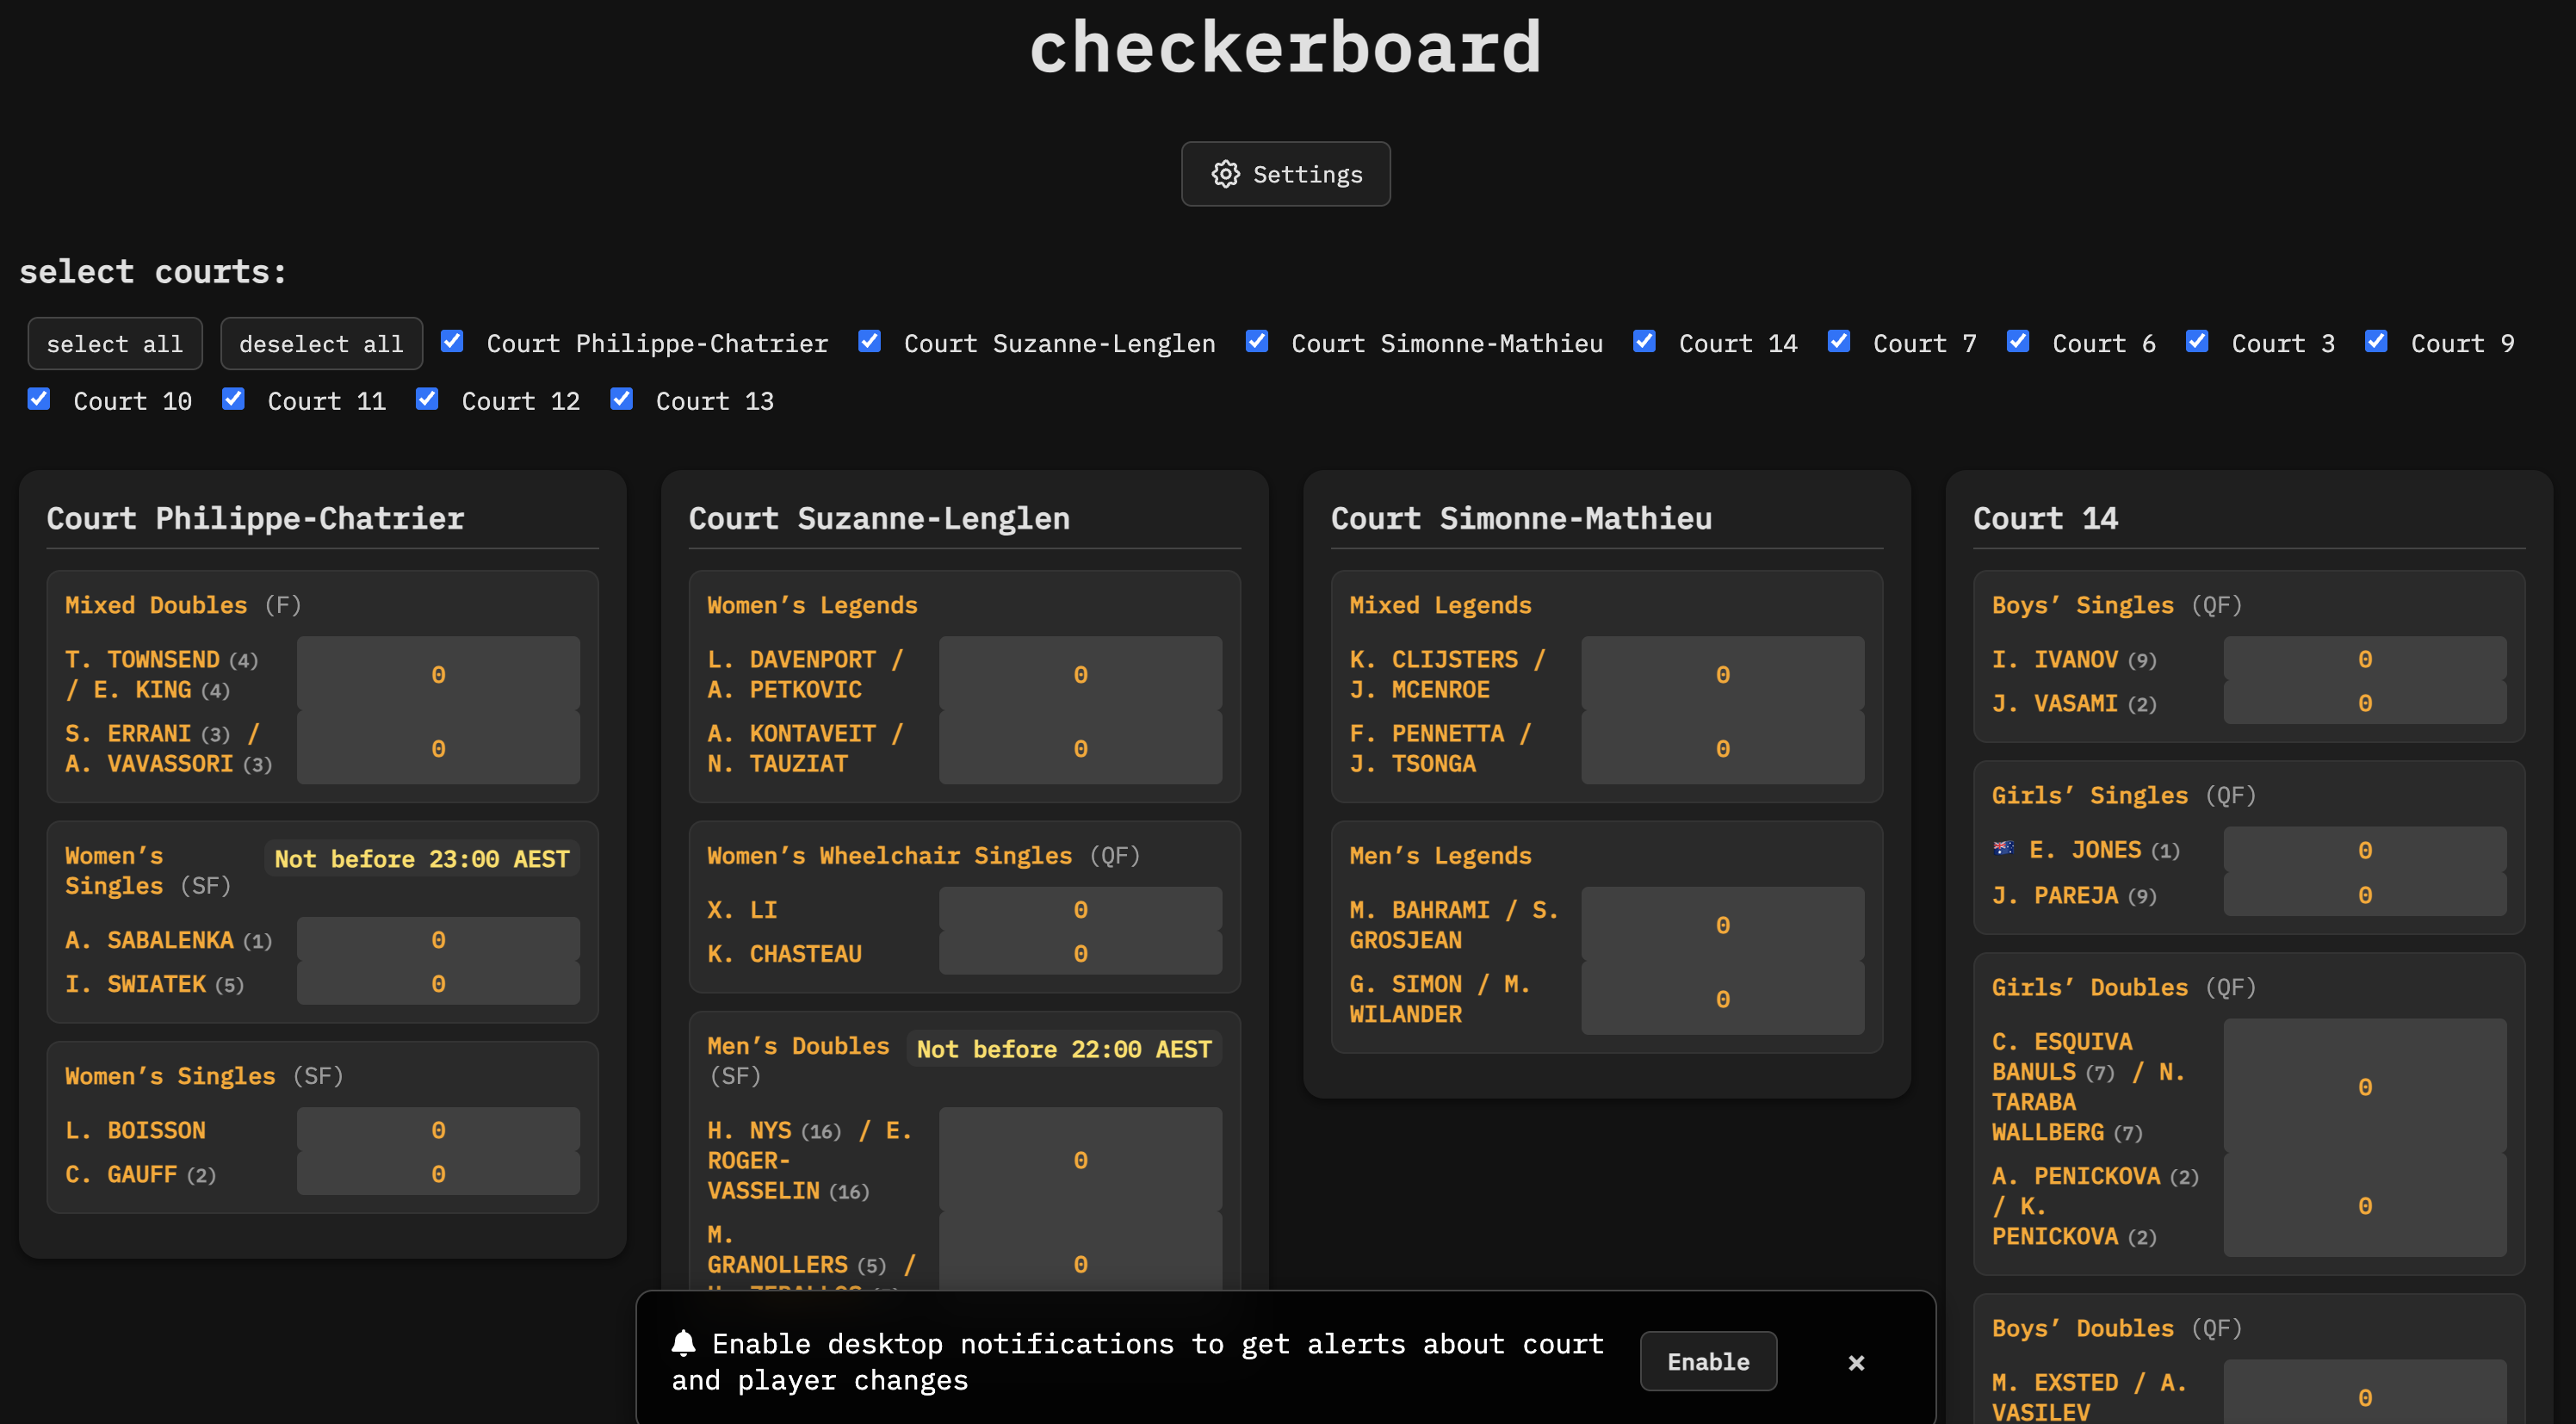 checkerboard
Settings
select courts:
select all
deselect all
Court Philippe-Chatrier
Court Suzanne-Lenglen
Court Simonne-Mathieu
Court 14
Court 7
Court 6
Court 3
Court 9
Court 10
Court 11
Court 12
Court 13
Court Philippe-Chatrier
Mixed Doubles (F)
T. TOWNSEND (4)
/ E. KING (4)
0
S. ERRANI (3) /
A. VAVASSORI (3)
0
Women’s
Singles (SF)
Not before 23:00 AEST
A. SABALENKA (1)
0
I. SWIATEK (5)
0
Women’s Singles (SF)
L. BOISSON
0
C. GAUFF (2)
0
Court Suzanne-Lenglen
Women’s Legends
L. DAVENPORT /
A. PETKOVIC
0
A. KONTAVEIT /
N. TAUZIAT
0
Women’s Wheelchair Singles (QF)
X. LI
0
K. CHASTEAU
0
Men’s Doubles
(SF)
Not before 22:00 AEST
H. NYS (16) / E.
ROGER-
VASSELIN (16)
0
M.
GRANOLLERS (5) /
0
Court Simonne-Mathieu
Mixed Legends
K. CLIJSTERS /
J. MCENROE
0
F. PENNETTA /
J. TSONGA
0
Men’s Legends
M. BAHRAMI / S.
GROSJEAN
0
G. SIMON / M.
WILANDER
0
Court 14
Boys’ Singles (QF)
I. IVANOV (9)
0
J. VASAMI (2)
0
Girls’ Singles (QF)
E. JONES (1)
0
J. PAREJA (9)
0
Girls’ Doubles (QF)
C. ESQUIVA
BANULS (7) / N.
TARABA
WALLBERG (7)
0
A. PENICKOVA (2)
/ K.
PENICKOVA (2)
0
Boys’ Doubles (QF)
M. EXSTED / A.
VASILEV
0
Enable desktop notifications to get alerts about court
and player changes
Enable
×